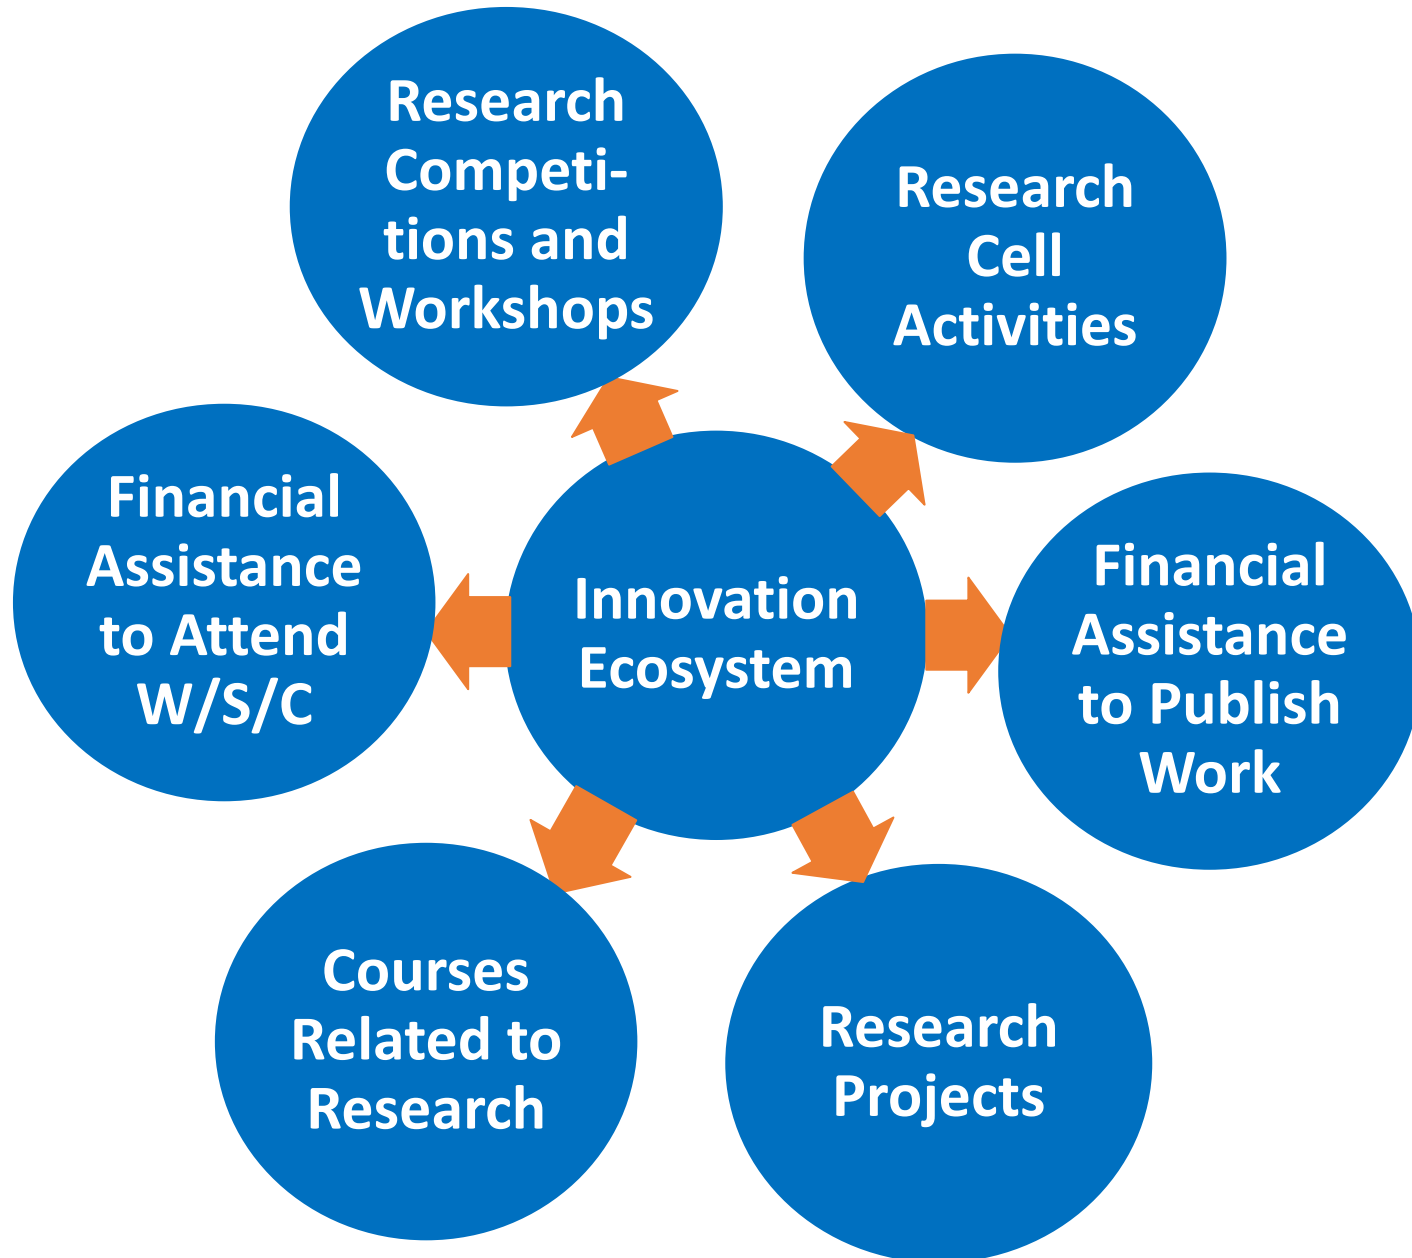 Research
Competi-
tions and
Workshops
Research
Cell
Activities
Financial
Assistance
to Attend
W/S/C
Innovation
Ecosystem
Financial
Assistance
to Publish
Work
Courses
Related to
Research
Research
Projects